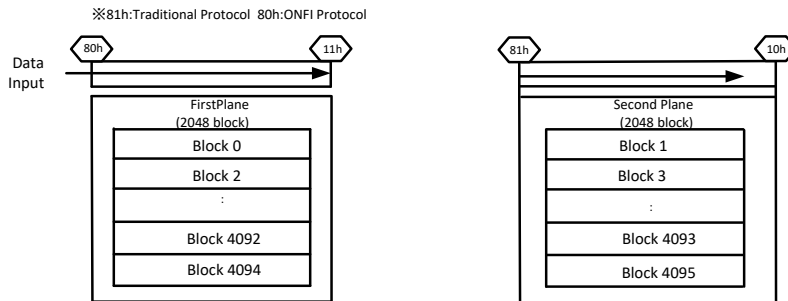 ※81h:Traditional Protocol 80h:ONFI Protocol
80h
11h
81h
10h
Data
Input
FirstPlane
(2048 block)
Block 0
Block 2
:
Block 4092
Block 4094
Second Plane
(2048 block)
Block 1
Block 3
:
Block 4093
Block 4095